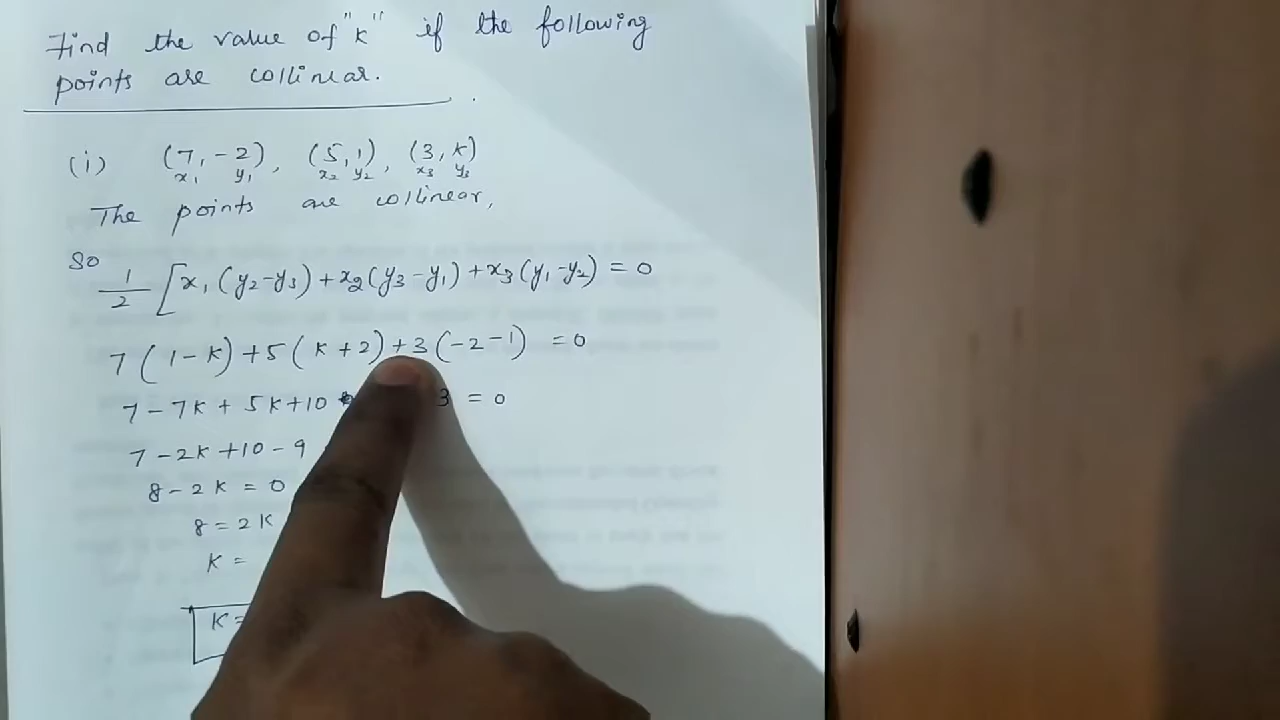 Find the value of "K" if the following
points are collinear.
(i) (7, -2), (5, 1), (3, K)
x₁ y₁ x₂ y₂ x₃ y₃
The points are collinear,
So
1/2 [x₁(y₂-y₃) + x₂(y₃-y₁) + x₃(y₁-y₂) = 0
7(1-K) + 5(K+2) + 3(-2-1) = 0
7 - 7K + 5K + 10 3 = 0
7 - 2K + 10 - 9
8 - 2K = 0
8 = 2K
K =
K =